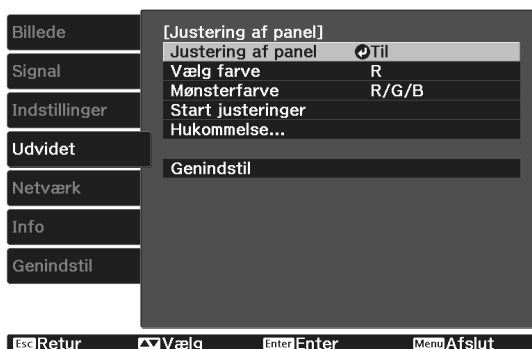 Billede
Signal
Indstillinger
Udvidet
Netværk
Info
Genindstil
[Justering af panel]
Justering af panel Til
Vælg farve R
Mønsterfarve R/G/B
Start justeringer
Hukommelse...
Genindstil
Esc Retur Vælg Enter Enter Menu Afslut